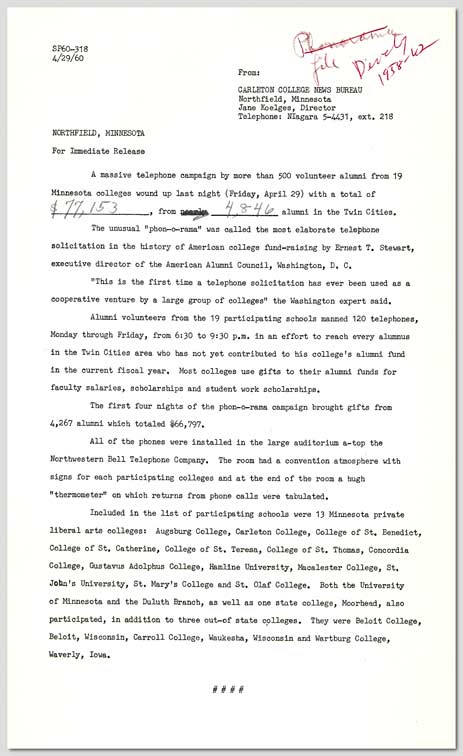 SP60-318
4/29/60
Phonorama
file
Dively
1958-62
From:
CARLETON COLLEGE NEWS BUREAU
Northfield, Minnesota
Jane Koelges, Director
Telephone: NIagara 5-4431, ext. 218
NORTHFIELD, MINNESOTA
For Immediate Release
A massive telephone campaign by more than 500 volunteer alumni from 19
Minnesota colleges wound up last night (Friday, April 29) with a total of
$77,153, from nearly 4,846 alumni in the Twin Cities.
The unusual "phon-o-rama" was called the most elaborate telephone
solicitation in the history of American college fund-raising by Ernest T. Stewart,
executive director of the American Alumni Council, Washington, D. C.
"This is the first time a telephone solicitation has ever been used as a
cooperative venture by a large group of colleges" the Washington expert said.
Alumni volunteers from the 19 participating schools manned 120 telephones,
Monday through Friday, from 6:30 to 9:30 p.m. in an effort to reach every alumnus
in the Twin Cities area who has not yet contributed to his college's alumni fund
in the current fiscal year. Most colleges use gifts to their alumni funds for
faculty salaries, scholarships and student work scholarships.
The first four nights of the phon-o-rama campaign brought gifts from
4,267 alumni which totaled $66,797.
All of the phones were installed in the large auditorium a-top the
Northwestern Bell Telephone Company. The room had a convention atmosphere with
signs for each participating colleges and at the end of the room a hugh
"thermometer" on which returns from phone calls were tabulated.
Included in the list of participating schools were 13 Minnesota private
liberal arts colleges: Augsburg College, Carleton College, College of St. Benedict,
College of St. Catherine, College of St. Teresa, College of St. Thomas, Concordia
College, Gustavus Adolphus College, Hamline University, Macalester College, St.
John's University, St. Mary's College and St. Olaf College. Both the University
of Minnesota and the Duluth Branch, as well as one state college, Moorhead, also
participated, in addition to three out-of state colleges. They were Beloit College,
Beloit, Wisconsin, Carroll College, Waukesha, Wisconsin and Wartburg College,
Waverly, Iowa.
####